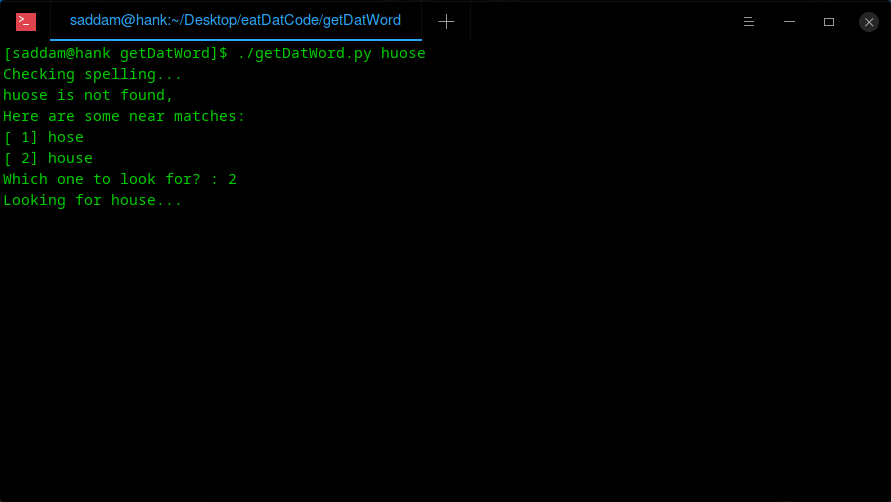 saddam@hank:~/Desktop/eatDatCode/getDatWord
[saddam@hank getDatWord]$ ./getDatWord.py huose
Checking spelling...
huose is not found,
Here are some near matches:
[ 1] hose
[ 2] house
Which one to look for? : 2
Looking for house...